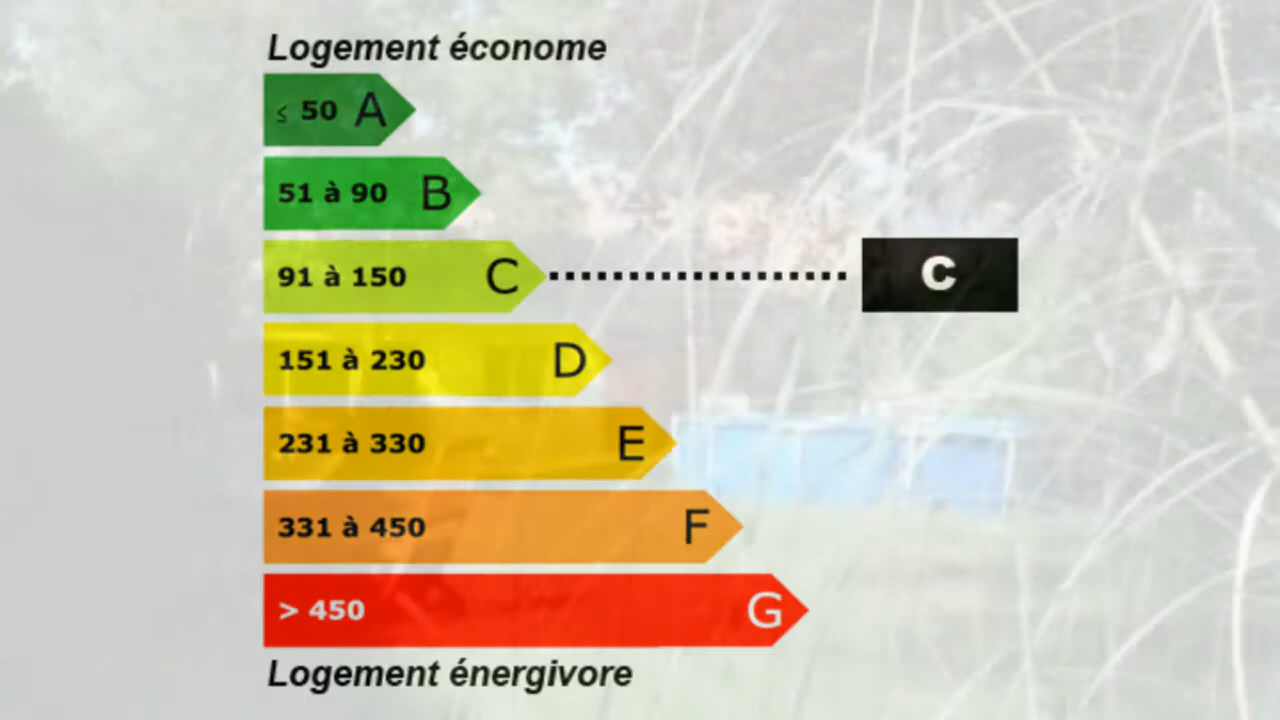 Logement économe
≤ 50 A
51 à 90 B
91 à 150 C
C
151 à 230 D
231 à 330 E
331 à 450 F
> 450 G
Logement énergivore